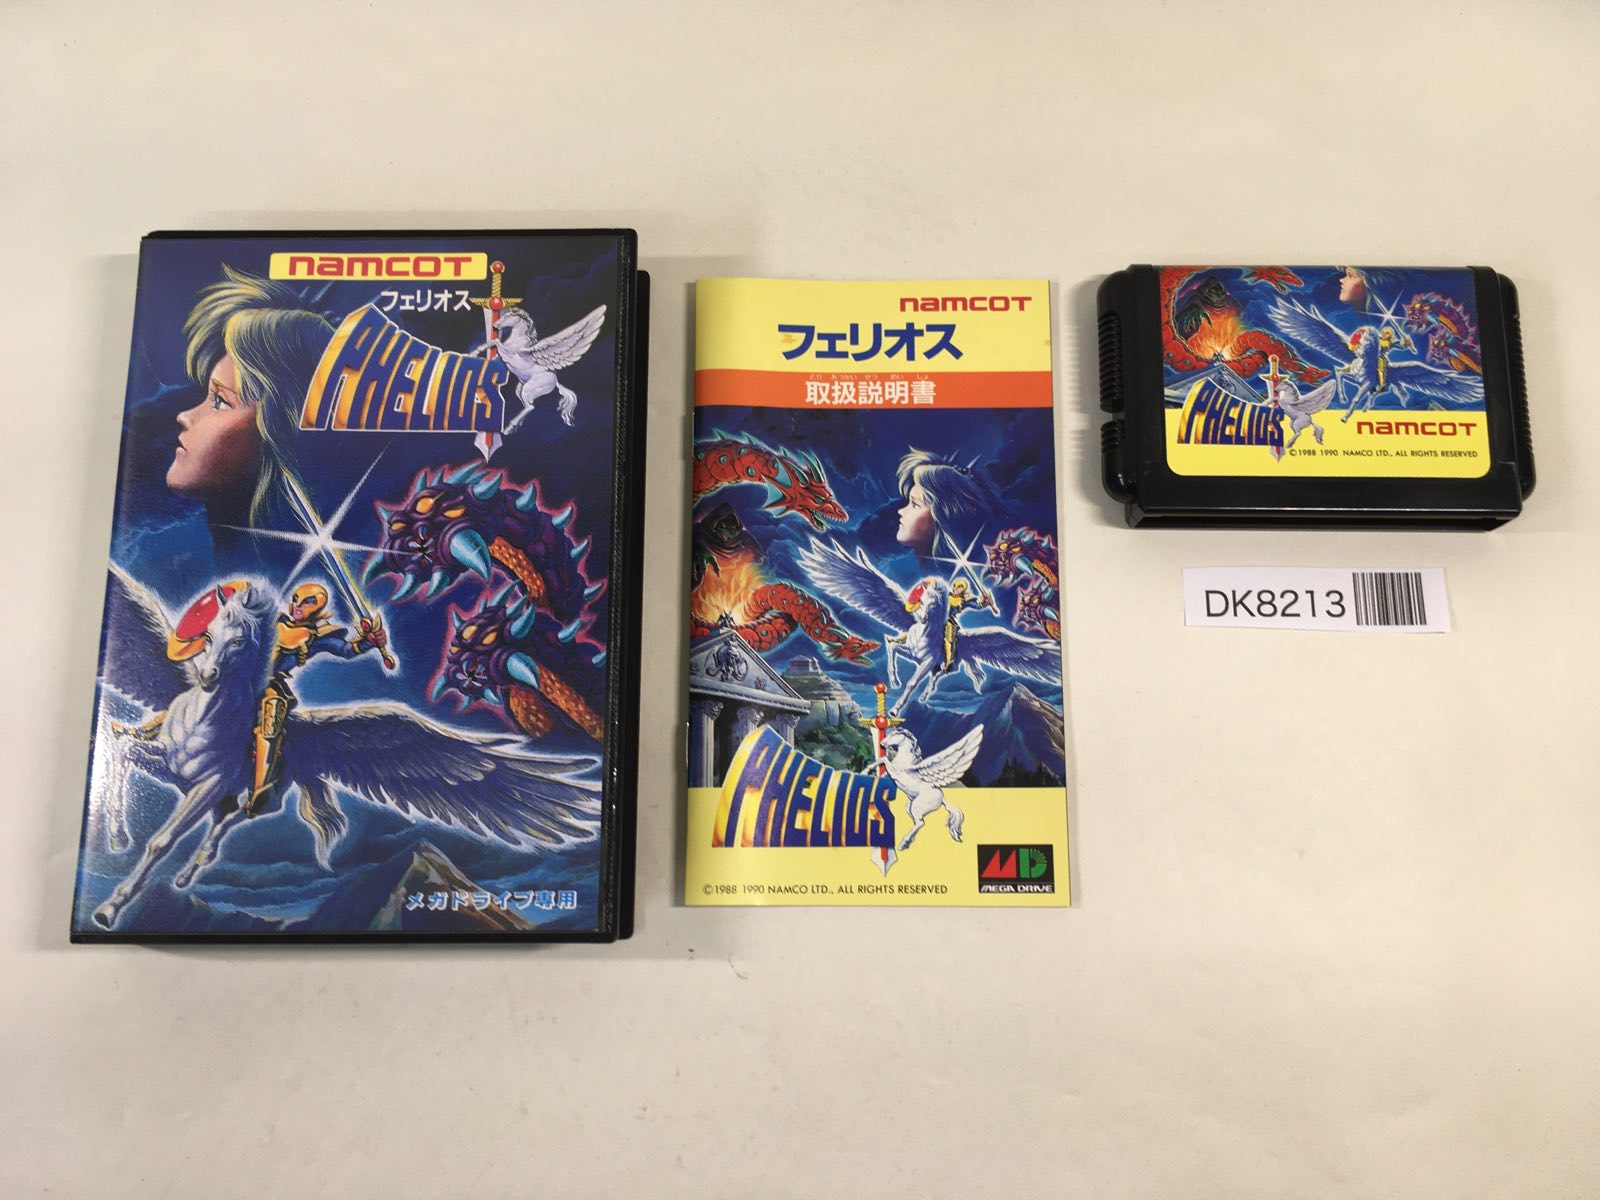 namcot
フェリオス
PHELIOS
メガドライブ専用
namcot
フェリオス
とり あつかい せつ めい しょ
取扱説明書
PHELIOS
©1988 1990 NAMCO LTD., ALL RIGHTS RESERVED
MD
MEGA DRIVE
PHELIOS
namcot
©1988 1990 NAMCO LTD., ALL RIGHTS RESERVED
DK8213